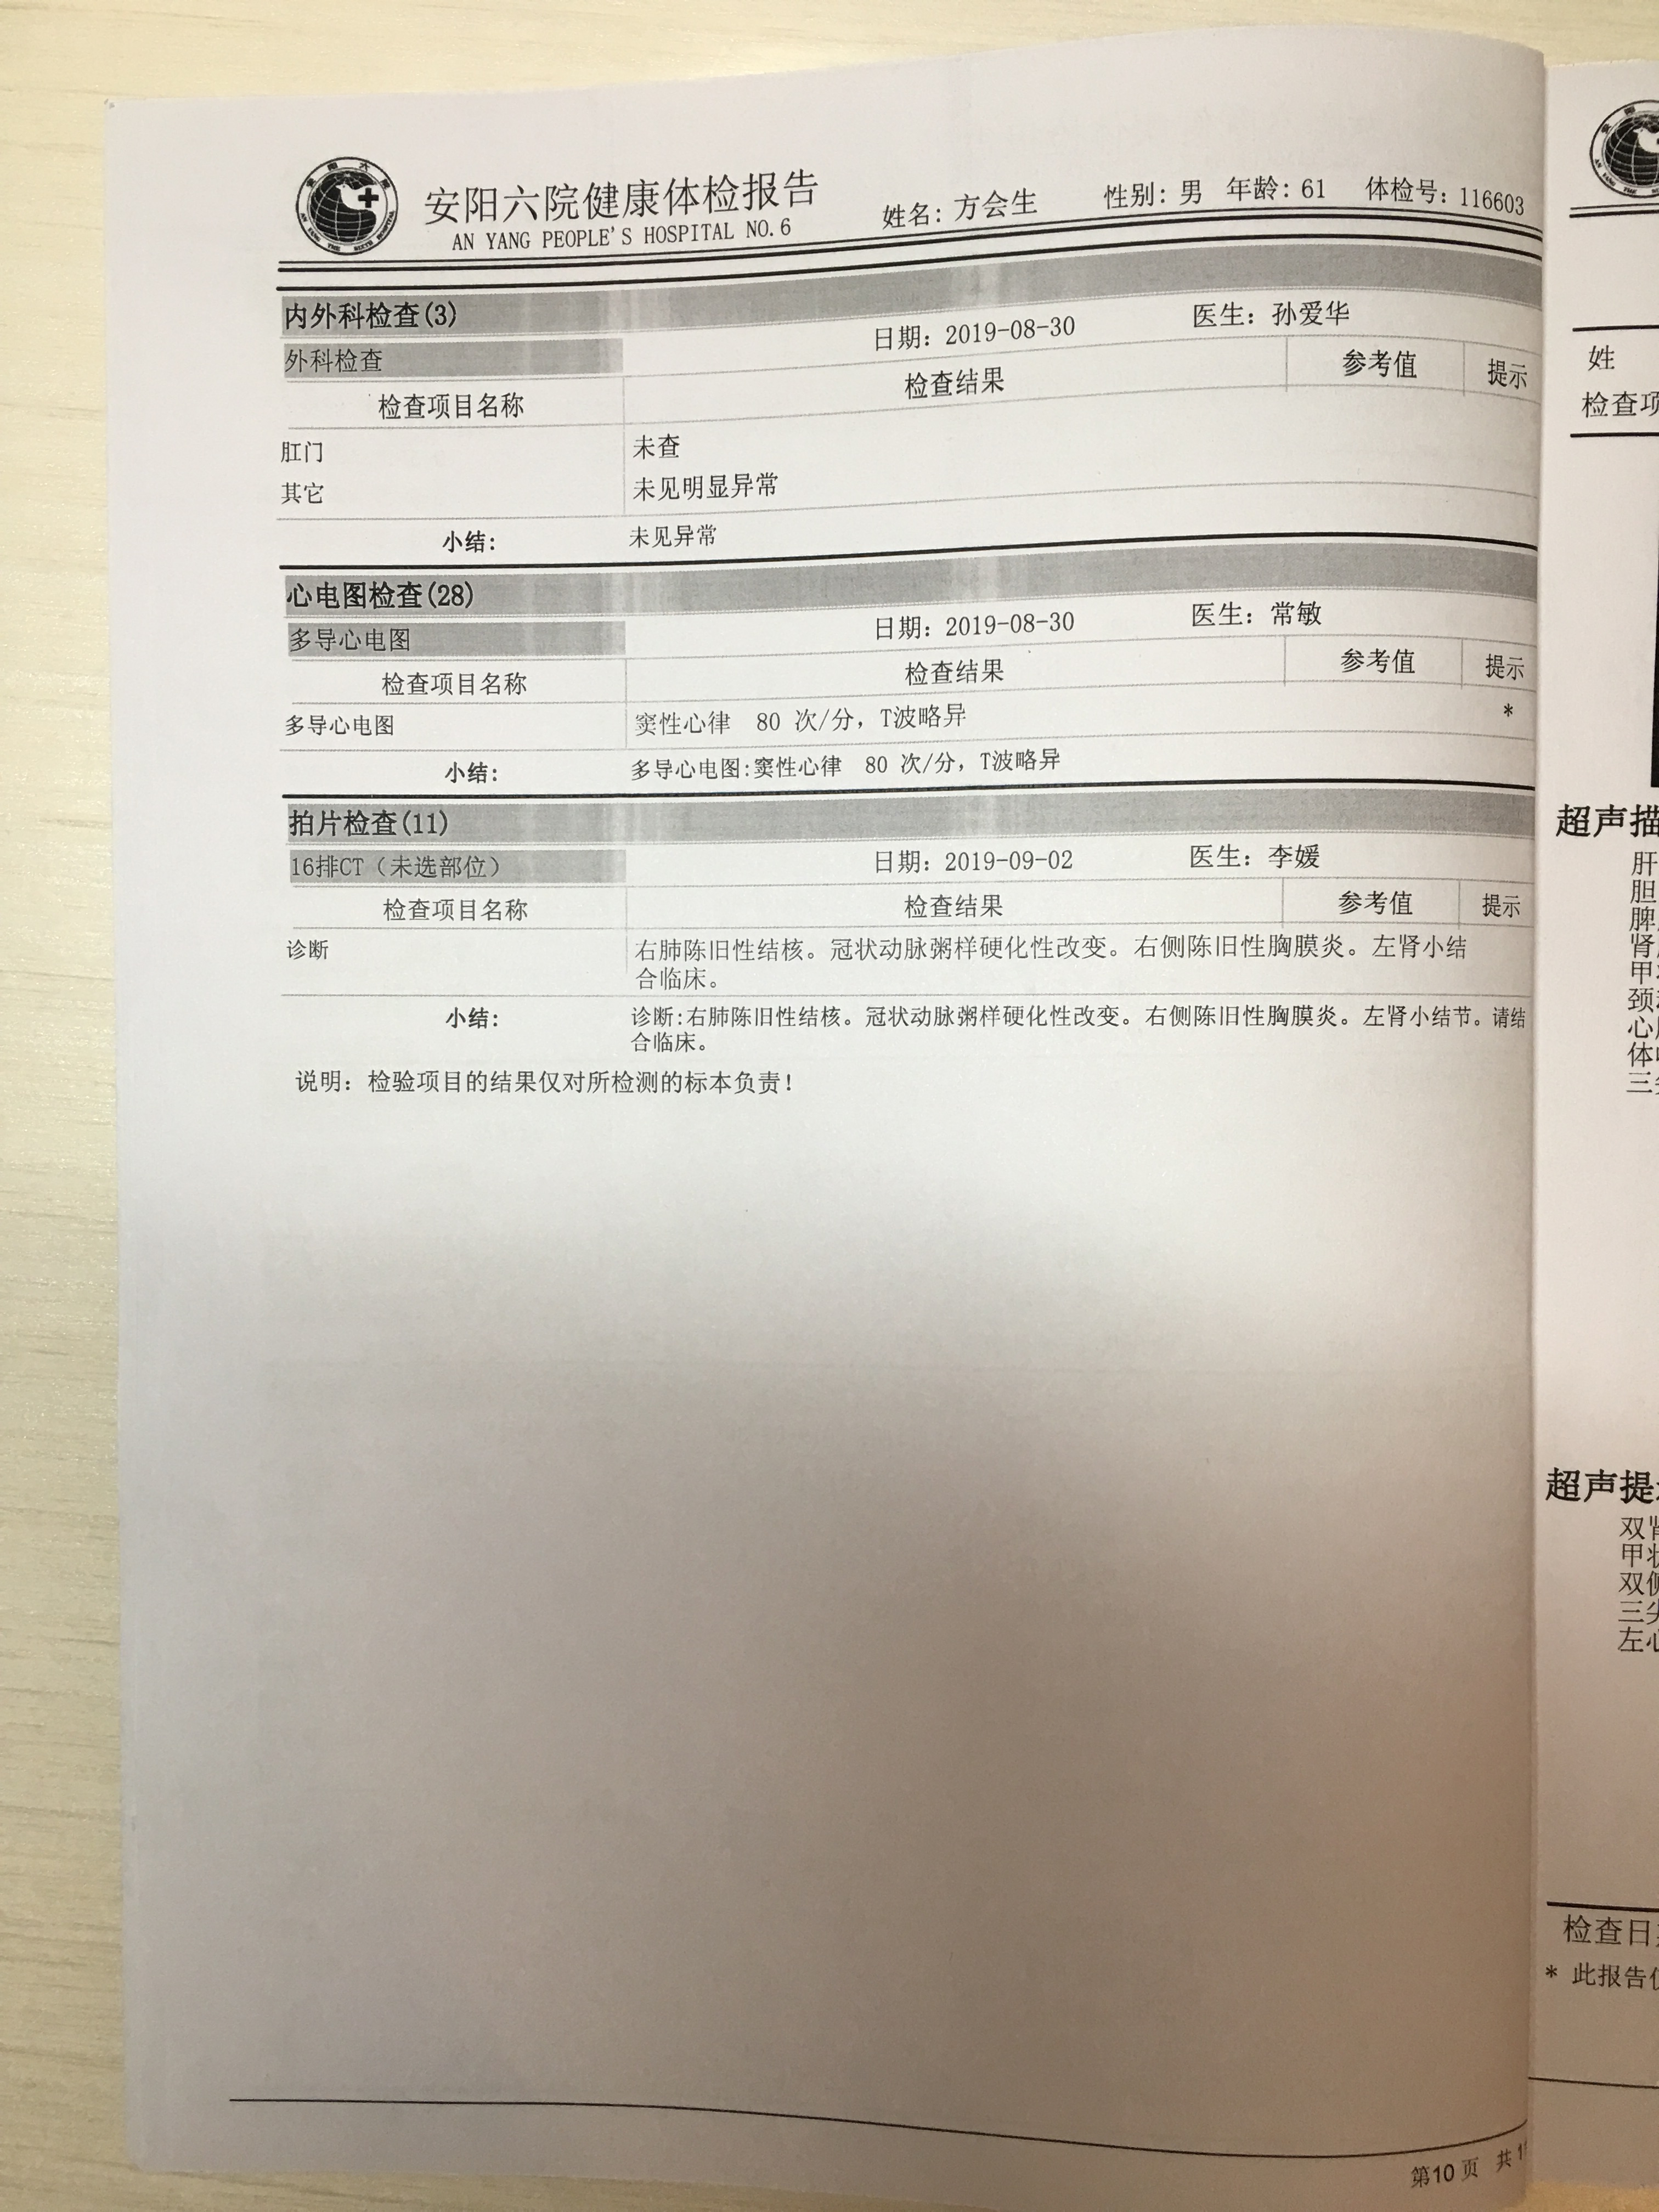 安阳六院健康体检报告
AN YANG PEOPLE'S HOSPITAL NO.6
姓名: 方会生 性别: 男 年龄: 61 体检号: 116603
内外科检查(3)
外科检查 日期: 2019-08-30 医生: 孙爱华
检查项目名称 检查结果 参考值 提示
肛门 未查
其它 未见明显异常
小结: 未见异常
心电图检查(28)
多导心电图 日期: 2019-08-30 医生: 常敏
检查项目名称 检查结果 参考值 提示
多导心电图 窦性心律 80 次/分，T波略异 *
小结: 多导心电图:窦性心律 80 次/分，T波略异
拍片检查(11)
16排CT（未选部位） 日期: 2019-09-02 医生: 李媛
检查项目名称 检查结果 参考值 提示
诊断 右肺陈旧性结核。冠状动脉粥样硬化性改变。右侧陈旧性胸膜炎。左肾小结
合临床。
小结: 诊断:右肺陈旧性结核。冠状动脉粥样硬化性改变。右侧陈旧性胸膜炎。左肾小结节。请结
合临床。
说明: 检验项目的结果仅对所检测的标本负责!
第10页 共1
姓
检查项
超声描
肝
胆
脾
肾
甲
颈
心
体
三
超声提
双肾
甲状
双侧
三尖
左心
检查日
* 此报告仅